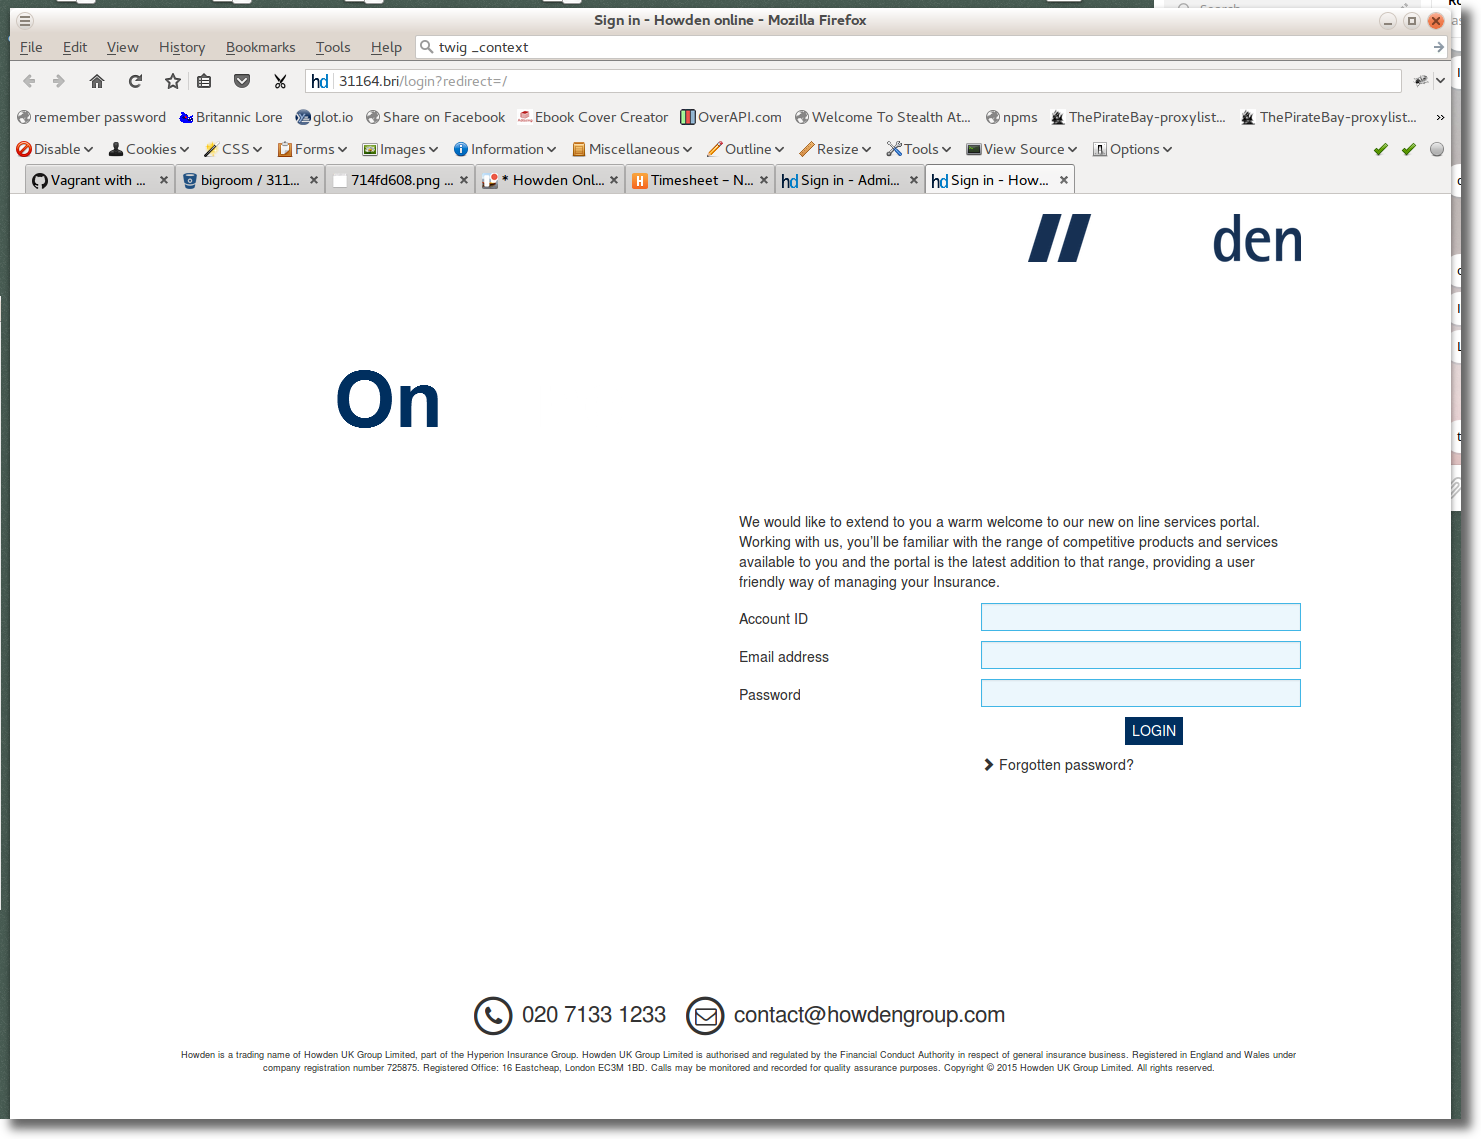 Sign in - Howden online - Mozilla Firefox
File Edit View History Bookmarks Tools Help twig _context
hd 31164.bri/login?redirect=/
remember password Britannic Lore glot.io Share on Facebook Ebook Cover Creator OverAPI.com Welcome To Stealth At... npms ThePirateBay-proxylist... ThePirateBay-proxylist... »
Disable Cookies CSS Forms Images Information Miscellaneous Outline Resize Tools View Source Options
Vagrant with ... bigroom / 311... 714fd608.png ... * Howden Onl... H Timesheet – N... hd Sign in - Admi... hd Sign in - How...
den
On
We would like to extend to you a warm welcome to our new on line services portal.
Working with us, you'll be familiar with the range of competitive products and services
available to you and the portal is the latest addition to that range, providing a user
friendly way of managing your Insurance.
Account ID
Email address
Password
LOGIN
Forgotten password?
020 7133 1233 contact@howdengroup.com
Howden is a trading name of Howden UK Group Limited, part of the Hyperion Insurance Group. Howden UK Group Limited is authorised and regulated by the Financial Conduct Authority in respect of general insurance business. Registered in England and Wales under
company registration number 725875. Registered Office: 16 Eastcheap, London EC3M 1BD. Calls may be monitored and recorded for quality assurance purposes. Copyright © 2015 Howden UK Group Limited. All rights reserved.